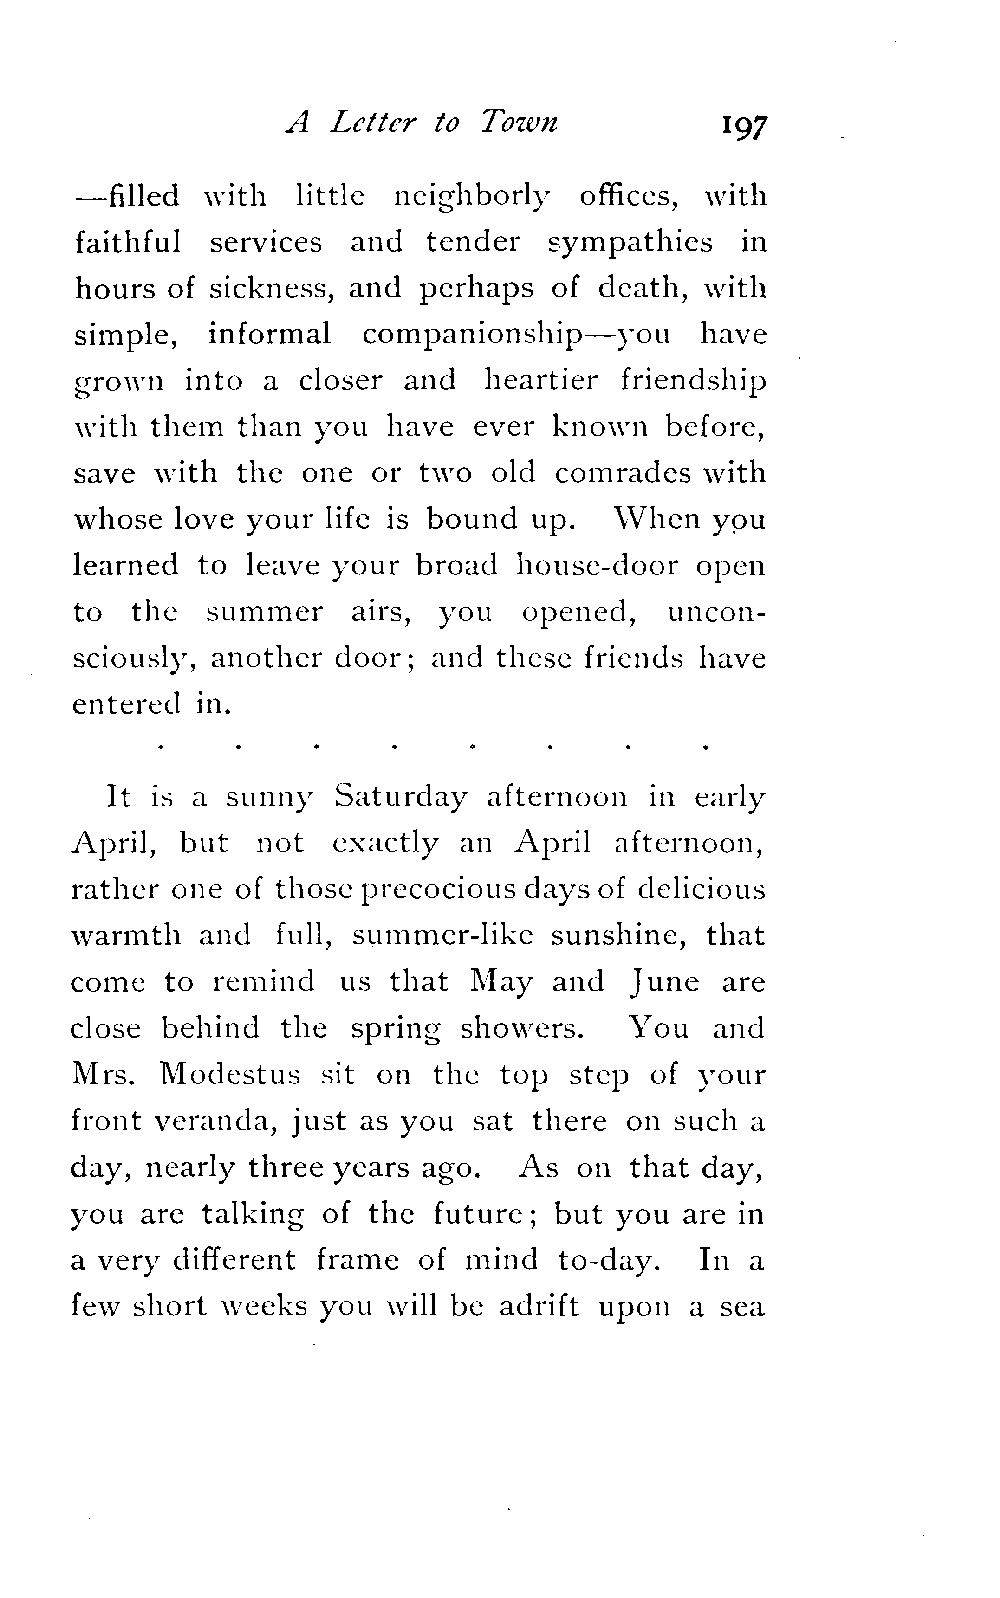 A Letter to Town 197
—filled with little neighborly offices, with
faithful services and tender sympathies in
hours of sickness, and perhaps of death, with
simple, informal companionship—you have
grown into a closer and heartier friendship
with them than you have ever known before,
save with the one or two old comrades with
whose love your life is bound up. When you
learned to leave your broad house-door open
to the summer airs, you opened, uncon-
sciously, another door; and these friends have
entered in.
. . . . . . . .
It is a sunny Saturday afternoon in early
April, but not exactly an April afternoon,
rather one of those precocious days of delicious
warmth and full, summer-like sunshine, that
come to remind us that May and June are
close behind the spring showers. You and
Mrs. Modestus sit on the top step of your
front veranda, just as you sat there on such a
day, nearly three years ago. As on that day,
you are talking of the future; but you are in
a very different frame of mind to-day. In a
few short weeks you will be adrift upon a sea